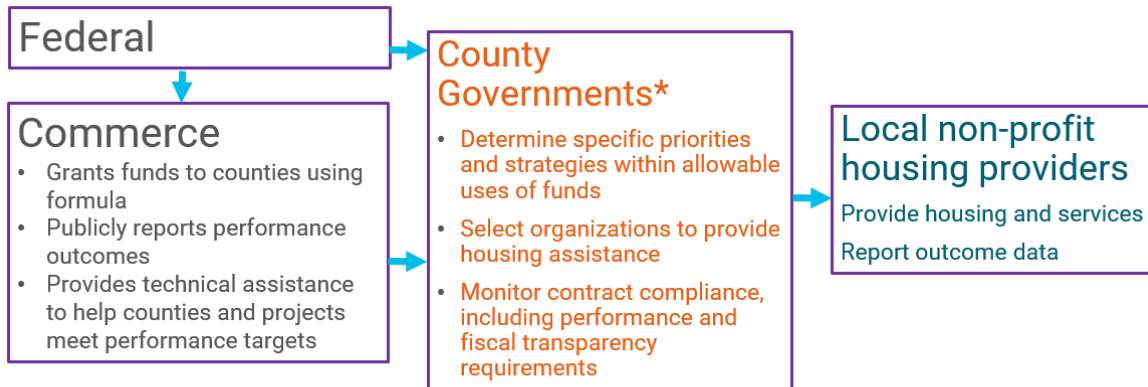 Federal
Commerce
• Grants funds to counties using
formula
• Publicly reports performance
outcomes
• Provides technical assistance
to help counties and projects
meet performance targets
County
Governments*
• Determine specific priorities
and strategies within allowable
uses of funds
• Select organizations to provide
housing assistance
• Monitor contract compliance,
including performance and
fiscal transparency
requirements
Local non-profit
housing providers
Provide housing and services
Report outcome data